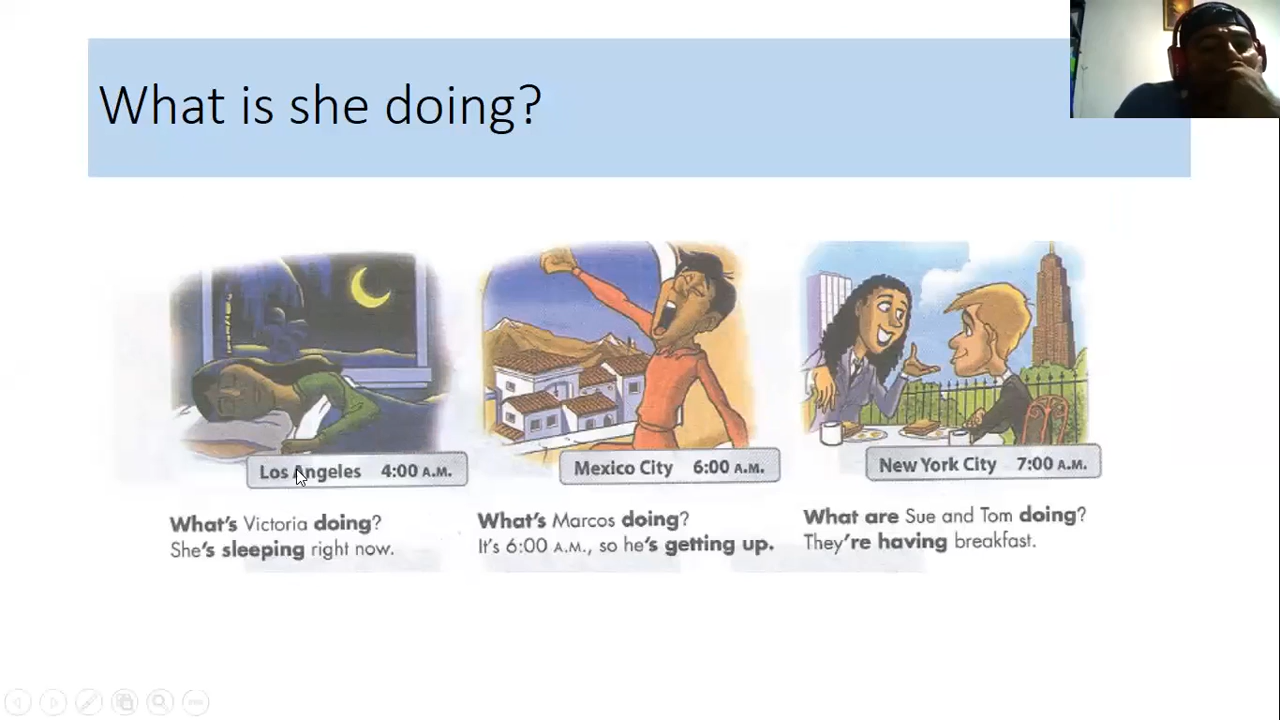 What is she doing?
Los Angeles 4:00 A.M.
Mexico City 6:00 A.M.
New York City 7:00 A.M.
What's Victoria doing?
She's sleeping right now.
What's Marcos doing?
It's 6:00 A.M., so he's getting up.
What are Sue and Tom doing?
They're having breakfast.